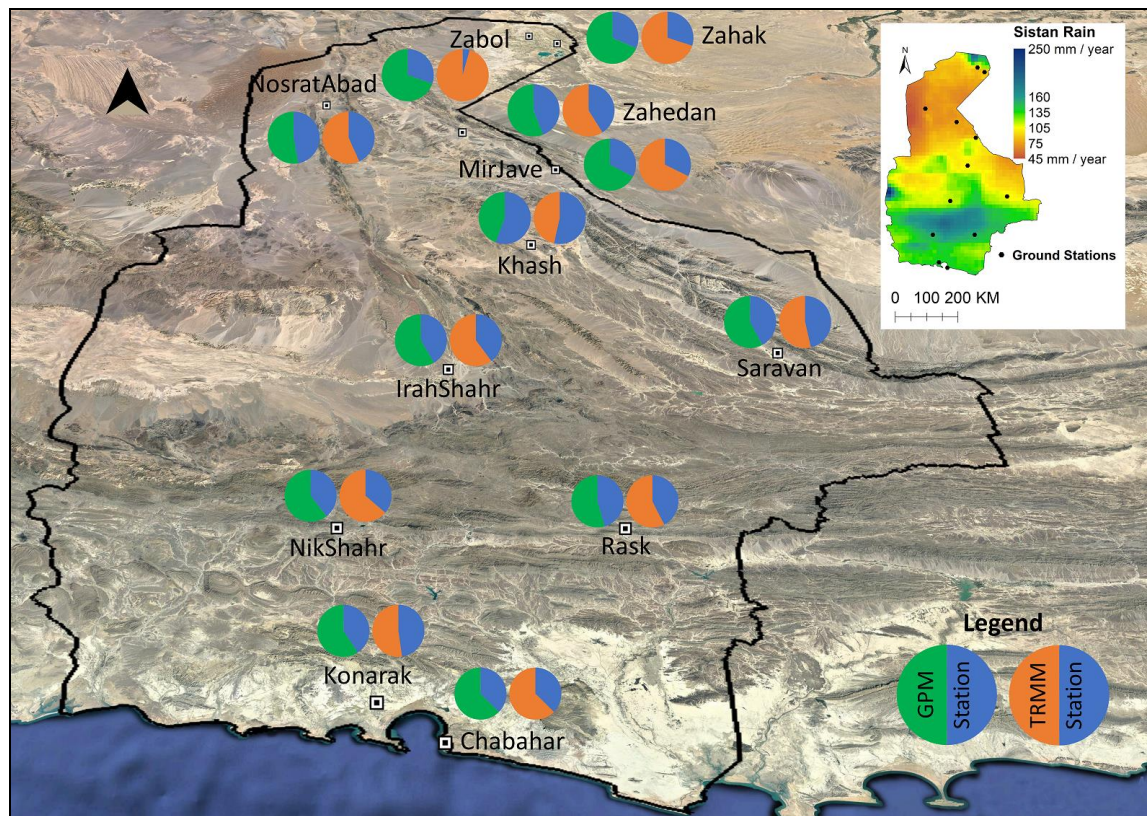 Zabol
Zahak
NosratAbad
Zahedan
MirJave
Khash
Saravan
IrahShahr
NikShahr
Rask
Konarak
Chabahar
Sistan Rain
N
250 mm / year
160
135
105
75
45 mm / year
Ground Stations
0 100 200 KM
Legend
GPM
Station
TRMM
Station